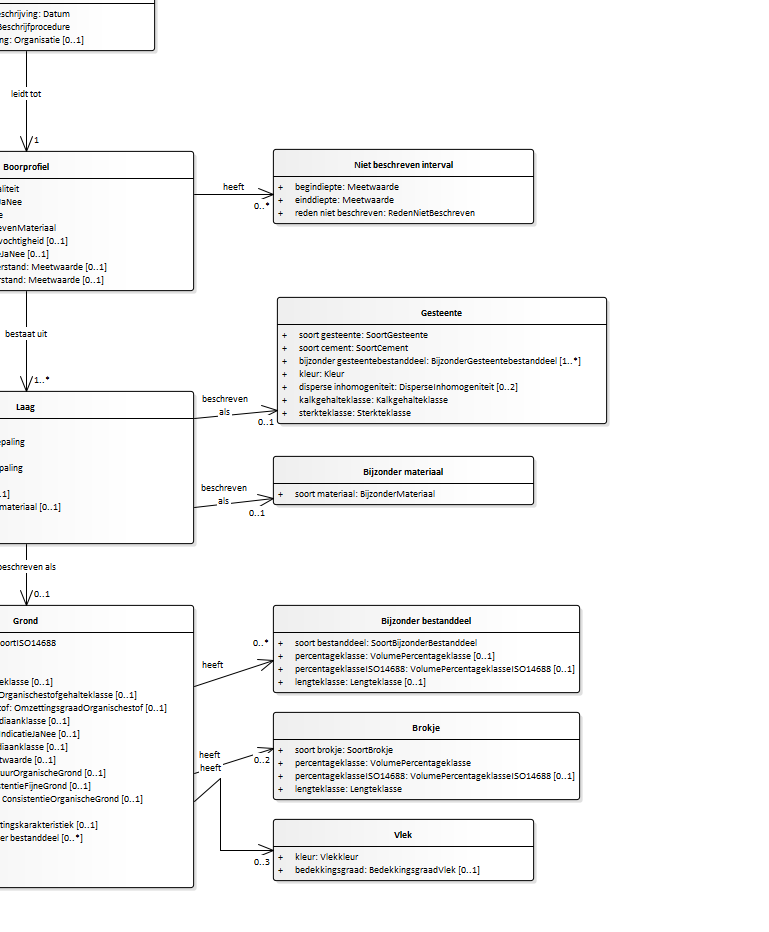 schrijving: Datum
Beschrijfprocedure
ng: Organisatie [0..1]
leidt tot
1
Boorprofiel
aliteit
JaNee
e
evenMateriaal
vochtigheid [0..1]
eJaNee [0..1]
erstand: Meetwaarde [0..1]
rstand: Meetwaarde [0..1]
heeft
0..*
Niet beschreven interval
+ begindiepte: Meetwaarde
+ einddiepte: Meetwaarde
+ reden niet beschreven: RedenNietBeschreven
bestaat uit
1..*
Gesteente
+ soort gesteente: SoortGesteente
+ soort cement: SoortCement
+ bijzonder gesteentebestanddeel: BijzonderGesteentebestanddeel [1..*]
+ kleur: Kleur
+ disperse inhomogeniteit: DisperseInhomogeniteit [0..2]
+ kalkgehalteklasse: Kalkgehalteklasse
+ sterkteklasse: Sterkteklasse
beschreven
als
0..1
Laag
epaling
paling
.1]
materiaal [0..1]
beschreven
als
0..1
Bijzonder materiaal
+ soort materiaal: BijzonderMateriaal
beschreven als
0..1
Grond
oortISO14688
eklasse [0..1]
Organischestofgehalteklasse [0..1]
tof: OmzettingsgraadOrganischestof [0..1]
diaanklasse [0..1]
IndicatieJaNee [0..1]
diaanklasse [0..1]
twaarde [0..1]
uurOrganischeGrond [0..1]
stentieFijneGrond [0..1]
ConsistentieOrganischeGrond [0..1]
tingskarakteristiek [0..1]
er bestanddeel [0..*]
heeft
0..*
Bijzonder bestanddeel
+ soort bestanddeel: SoortBijzonderBestanddeel
+ percentageklasse: VolumePercentageklasse [0..1]
+ percentageklasseISO14688: VolumePercentageklasseISO14688 [0..1]
+ lengteklasse: Lengteklasse [0..1]
heeft
0..2
Brokje
+ soort brokje: SoortBrokje
+ percentageklasse: VolumePercentageklasse
+ percentageklasseISO14688: VolumePercentageklasseISO14688 [0..1]
+ lengteklasse: Lengteklasse
heeft
0..3
Vlek
+ kleur: Vlekkleur
+ bedekkingsgraad: BedekkingsgraadVlek [0..1]